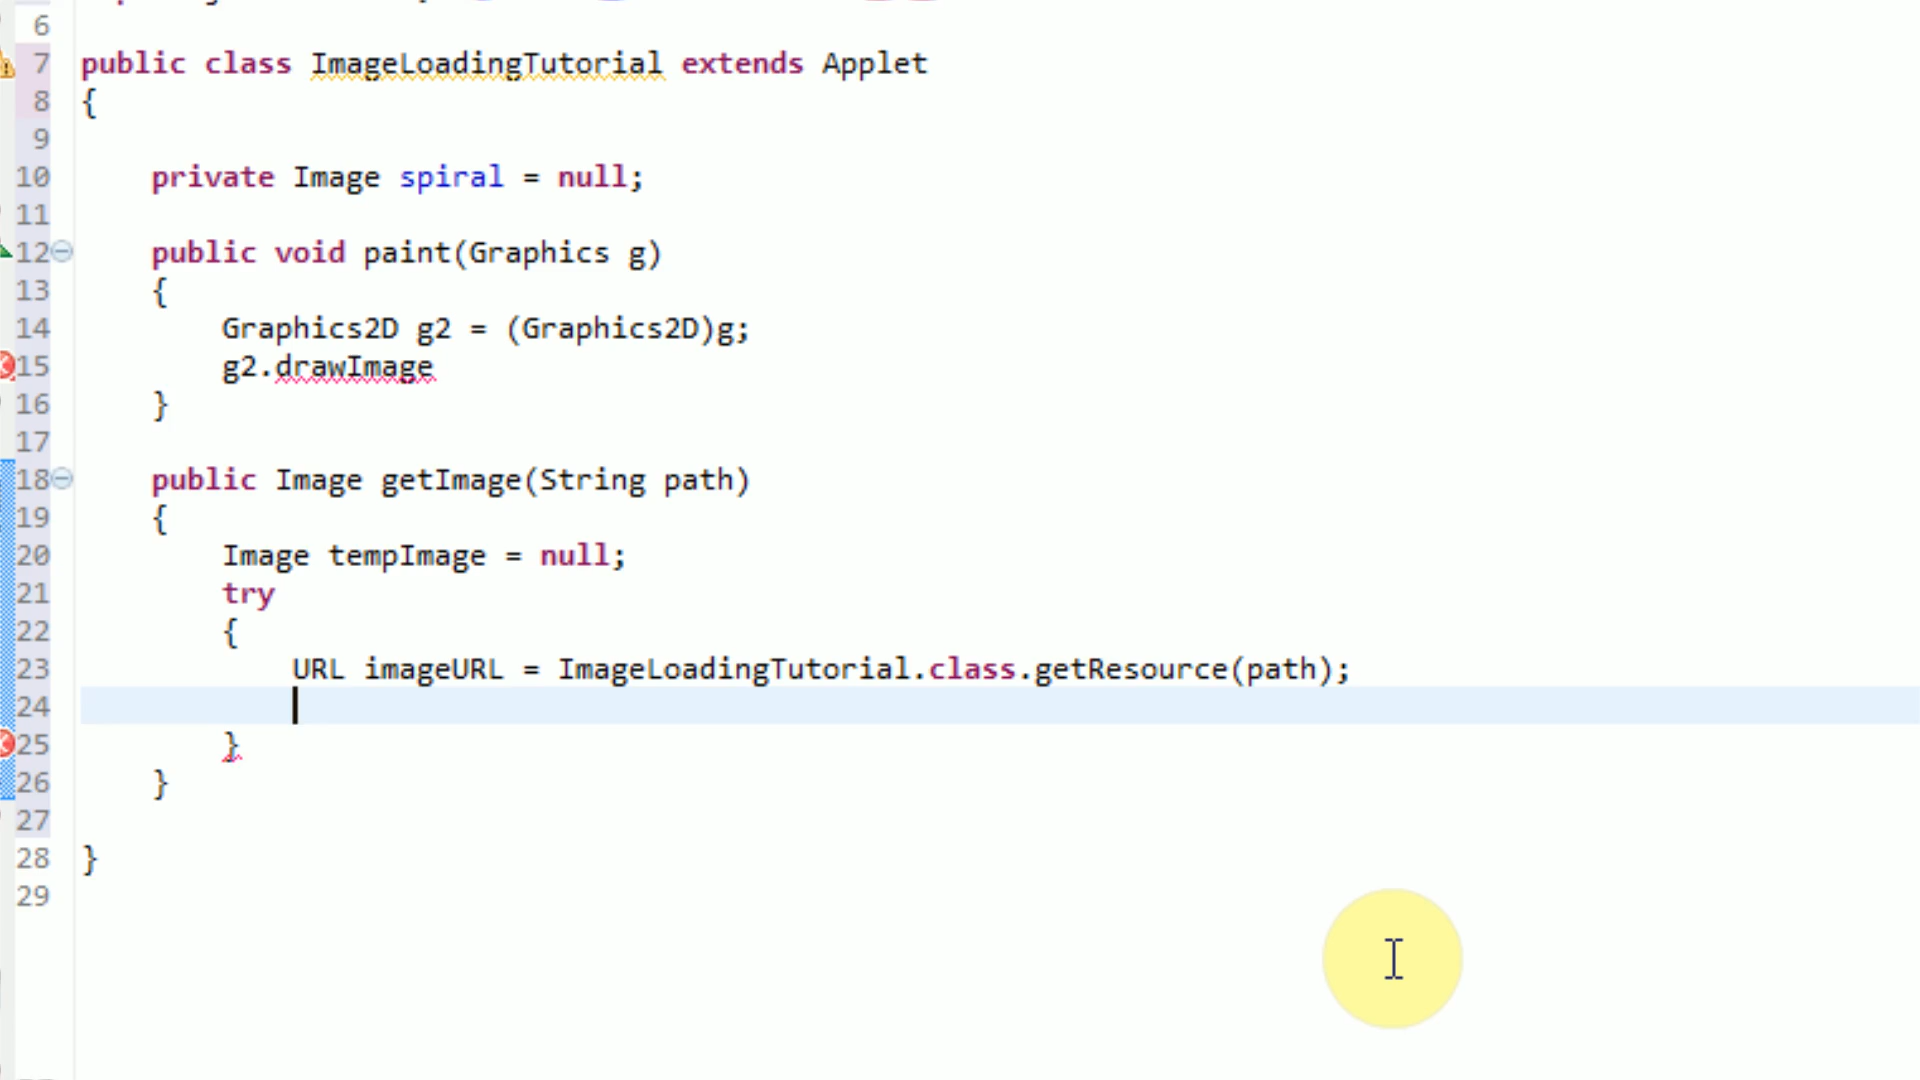 6
7 public class ImageLoadingTutorial extends Applet
8 {
9
10 private Image spiral = null;
11
12 public void paint(Graphics g)
13 {
14 Graphics2D g2 = (Graphics2D)g;
15 g2.drawImage
16 }
17
18 public Image getImage(String path)
19 {
20 Image tempImage = null;
21 try
22 {
23 URL imageURL = ImageLoadingTutorial.class.getResource(path);
24
25 }
26 }
27
28 }
29